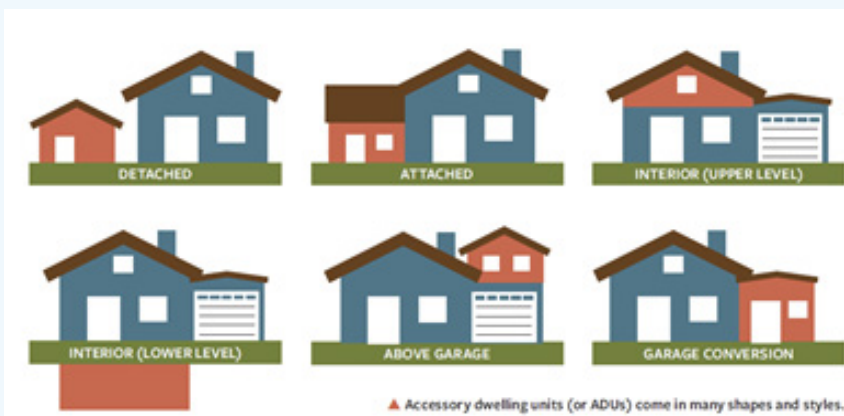 DETACHED
ATTACHED
INTERIOR (UPPER LEVEL)
INTERIOR (LOWER LEVEL)
ABOVE GARAGE
GARAGE CONVERSION
▲ Accessory dwelling units (or ADUs) come in many shapes and styles.